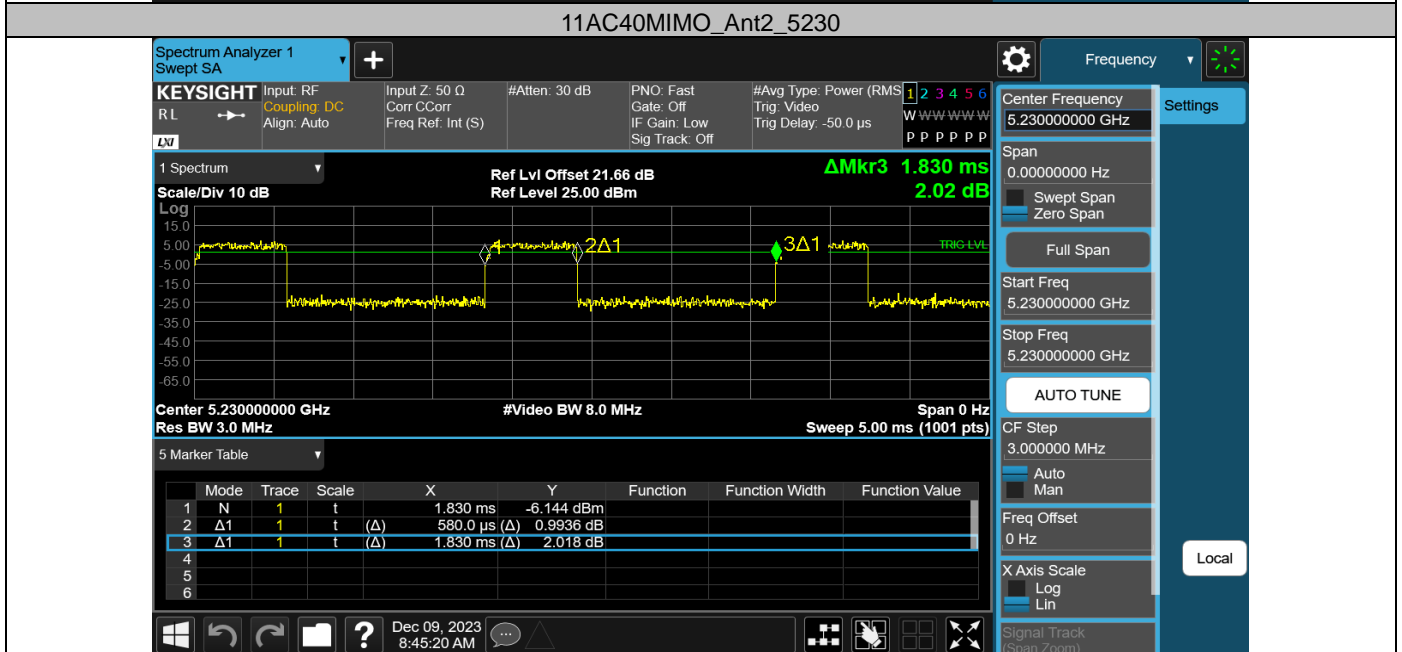 11AC40MIMO_Ant2_5230
Spectrum Analyzer 1
Swept SA
Frequency
KEYSIGHT
RL
LXI
Input: RF
Coupling: DC
Align: Auto
Input Z: 50 Ω
Corr CCorr
Freq Ref: Int (S)
#Atten: 30 dB
PNO: Fast
Gate: Off
IF Gain: Low
Sig Track: Off
#Avg Type: Power (RMS
Trig: Video
Trig Delay: -50.0 µs
1 2 3 4 5 6
W W W W W W
P P P P P P
1 Spectrum
Scale/Div 10 dB
Ref Lvl Offset 21.66 dB
Ref Level 25.00 dBm
ΔMkr3 1.830 ms
2.02 dB
Log
15.0
5.00
-5.00
-15.0
-25.0
-35.0
-45.0
-55.0
-65.0
1
2Δ1
3Δ1
TRIG LVL
Center 5.230000000 GHz
#Video BW 8.0 MHz
Span 0 Hz
Res BW 3.0 MHz
Sweep 5.00 ms (1001 pts)
5 Marker Table
Mode Trace Scale X Y Function Function Width Function Value
1 N 1 t 1.830 ms -6.144 dBm
2 Δ1 1 t (Δ) 580.0 µs (Δ) 0.9936 dB
3 Δ1 1 t (Δ) 1.830 ms (Δ) 2.018 dB
4
5
6
Dec 09, 2023
8:45:20 AM
Center Frequency
5.230000000 GHz
Span
0.00000000 Hz
Swept Span
Zero Span
Full Span
Start Freq
5.230000000 GHz
Stop Freq
5.230000000 GHz
AUTO TUNE
CF Step
3.000000 MHz
Auto
Man
Freq Offset
0 Hz
X Axis Scale
Log
Lin
Signal Track
(Span Zoom)
Settings
Local